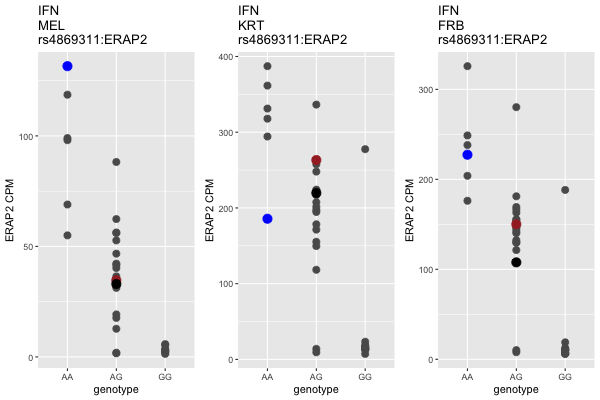 IFN
MEL
rs4869311:ERAP2
ERAP2 CPM
100
50
0
AA AG GG
genotype
IFN
KRT
rs4869311:ERAP2
ERAP2 CPM
400
300
200
100
0
AA AG GG
genotype
IFN
FRB
rs4869311:ERAP2
ERAP2 CPM
300
200
100
0
AA AG GG
genotype